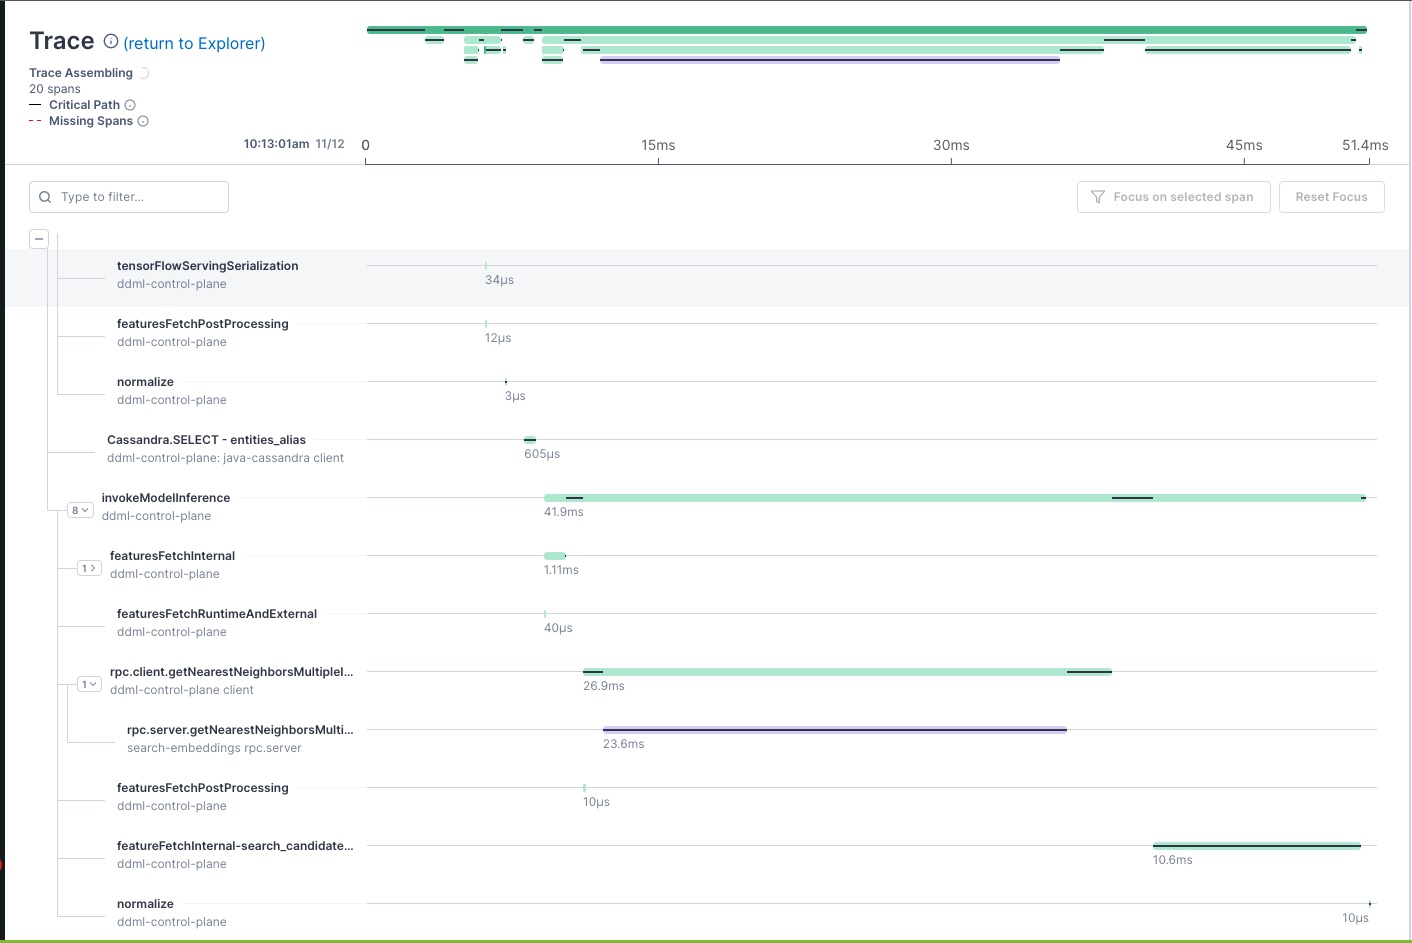 Trace (return to Explorer)
Trace Assembling
20 spans
Critical Path
Missing Spans
10:13:01am 11/12 0 15ms 30ms 45ms 51.4ms
Type to filter... Focus on selected span Reset Focus
tensorFlowServingSerialization
34µs
ddml-control-plane
featuresFetchPostProcessing
12µs
ddml-control-plane
normalize
3µs
ddml-control-plane
Cassandra.SELECT - entities_alias
605µs
ddml-control-plane: java-cassandra client
invokeModelInference
8
41.9ms
ddml-control-plane
featuresFetchInternal
1
1.11ms
ddml-control-plane
featuresFetchRuntimeAndExternal
40µs
ddml-control-plane
rpc.client.getNearestNeighborsMultipleI...
1
26.9ms
ddml-control-plane client
rpc.server.getNearestNeighborsMulti...
23.6ms
search-embeddings rpc.server
featuresFetchPostProcessing
10µs
ddml-control-plane
featureFetchInternal-search_candidate...
10.6ms
ddml-control-plane
normalize
10µs
ddml-control-plane